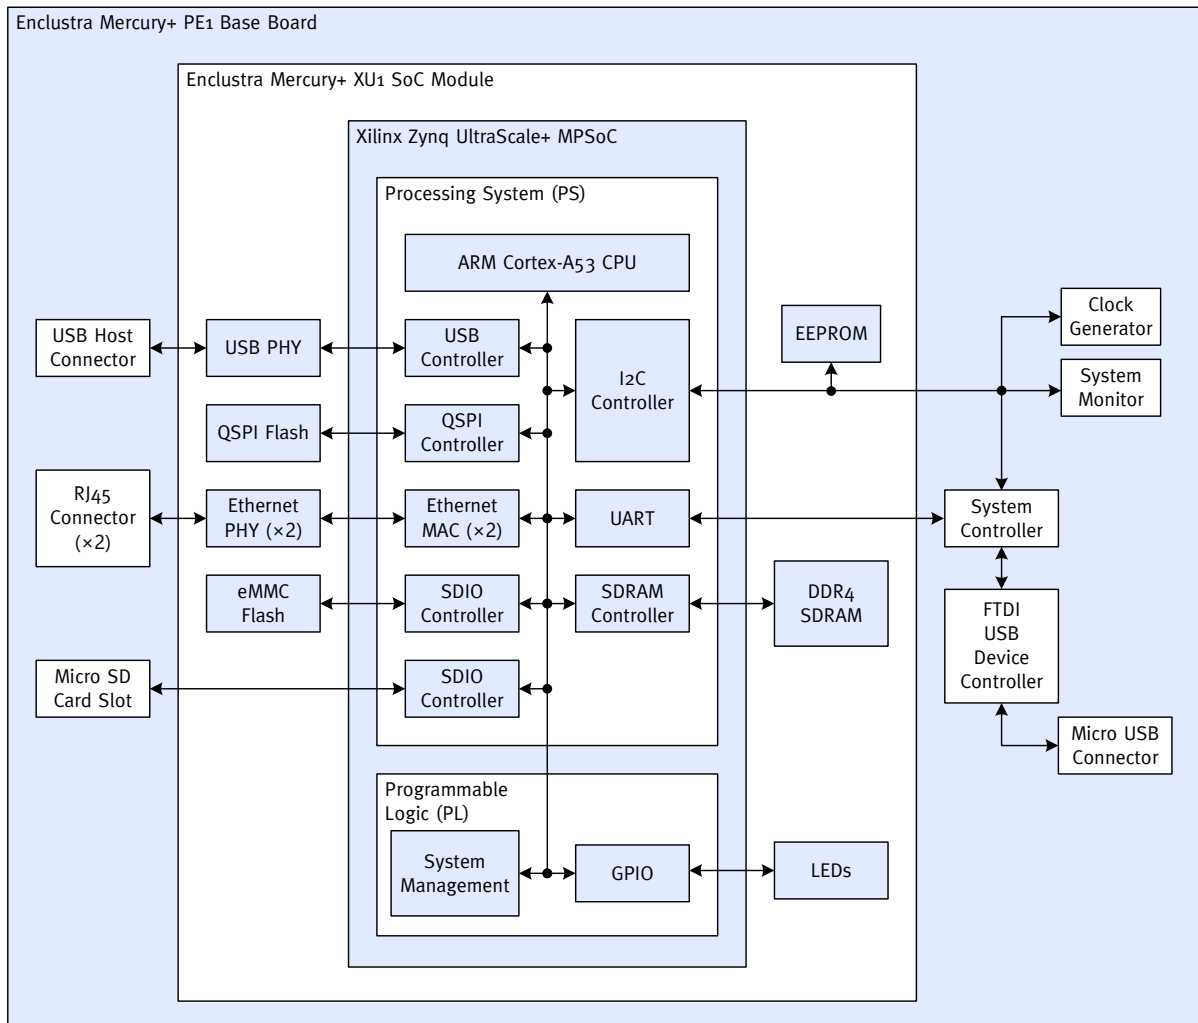 Enclustra Mercury+ PE1 Base Board
Enclustra Mercury+ XU1 SoC Module
Xilinx Zynq UltraScale+ MPSoC
Processing System (PS)
ARM Cortex-A53 CPU
USB Host
Connector
USB PHY
USB
Controller
I2C
Controller
EEPROM
Clock
Generator
System
Monitor
QSPI Flash
QSPI
Controller
RJ45
Connector
(×2)
Ethernet
PHY (×2)
Ethernet
MAC (×2)
UART
System
Controller
eMMC
Flash
SDIO
Controller
SDRAM
Controller
DDR4
SDRAM
FTDI
USB
Device
Controller
Micro SD
Card Slot
SDIO
Controller
Micro USB
Connector
Programmable
Logic (PL)
System
Management
GPIO
LEDs